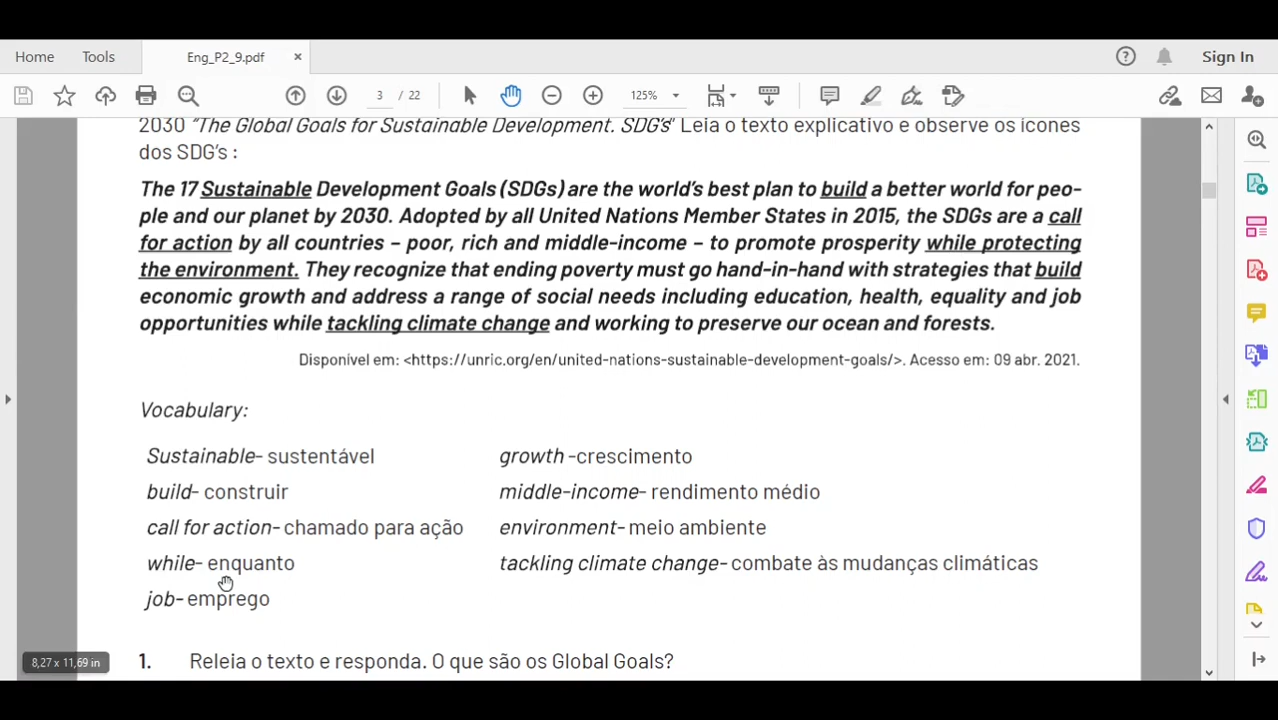 Home Tools Eng_P2_9.pdf × ? Sign In
3 / 22 125%
2030 “The Global Goals for Sustainable Development. SDG’s” Leia o texto explicativo e observe os ícones
dos SDG’s :
The 17 Sustainable Development Goals (SDGs) are the world’s best plan to build a better world for peo-
ple and our planet by 2030. Adopted by all United Nations Member States in 2015, the SDGs are a call
for action by all countries – poor, rich and middle-income – to promote prosperity while protecting
the environment. They recognize that ending poverty must go hand-in-hand with strategies that build
economic growth and address a range of social needs including education, health, equality and job
opportunities while tackling climate change and working to preserve our ocean and forests.
Disponível em: <https://unric.org/en/united-nations-sustainable-development-goals/>. Acesso em: 09 abr. 2021.
Vocabulary:
Sustainable- sustentável growth -crescimento
build- construir middle-income- rendimento médio
call for action- chamado para ação environment- meio ambiente
while- enquanto tackling climate change- combate às mudanças climáticas
job- emprego
8,27 x 11,69 in
1. Releia o texto e responda. O que são os Global Goals?